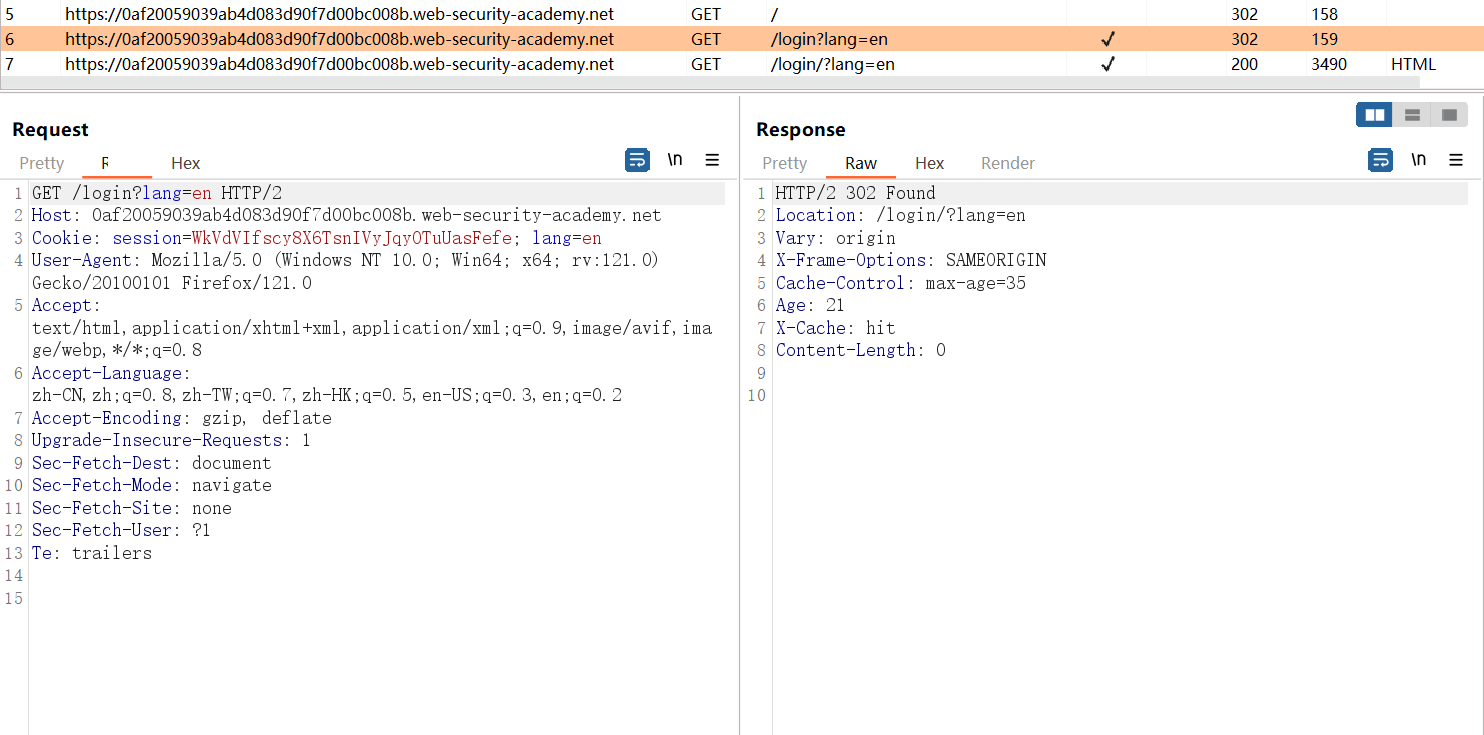 5 https://0af20059039ab4d083d90f7d00bc008b.web-security-academy.net GET / 302 158
6 https://0af20059039ab4d083d90f7d00bc008b.web-security-academy.net GET /login?lang=en ✓ 302 159
7 https://0af20059039ab4d083d90f7d00bc008b.web-security-academy.net GET /login/?lang=en ✓ 200 3490 HTML
Request
Pretty R Hex \n
1 GET /login?lang=en HTTP/2
2 Host: 0af20059039ab4d083d90f7d00bc008b.web-security-academy.net
3 Cookie: session=WkVdVIfscy8X6TsnIVyJqyOTuUasFefe; lang=en
4 User-Agent: Mozilla/5.0 (Windows NT 10.0; Win64; x64; rv:121.0)
Gecko/20100101 Firefox/121.0
5 Accept:
text/html,application/xhtml+xml,application/xml;q=0.9,image/avif,ima
ge/webp,*/*;q=0.8
6 Accept-Language:
zh-CN,zh;q=0.8,zh-TW;q=0.7,zh-HK;q=0.5,en-US;q=0.3,en;q=0.2
7 Accept-Encoding: gzip, deflate
8 Upgrade-Insecure-Requests: 1
9 Sec-Fetch-Dest: document
10 Sec-Fetch-Mode: navigate
11 Sec-Fetch-Site: none
12 Sec-Fetch-User: ?1
13 Te: trailers
14
15
Response
Pretty Raw Hex Render \n
1 HTTP/2 302 Found
2 Location: /login/?lang=en
3 Vary: origin
4 X-Frame-Options: SAMEORIGIN
5 Cache-Control: max-age=35
6 Age: 21
7 X-Cache: hit
8 Content-Length: 0
9
10